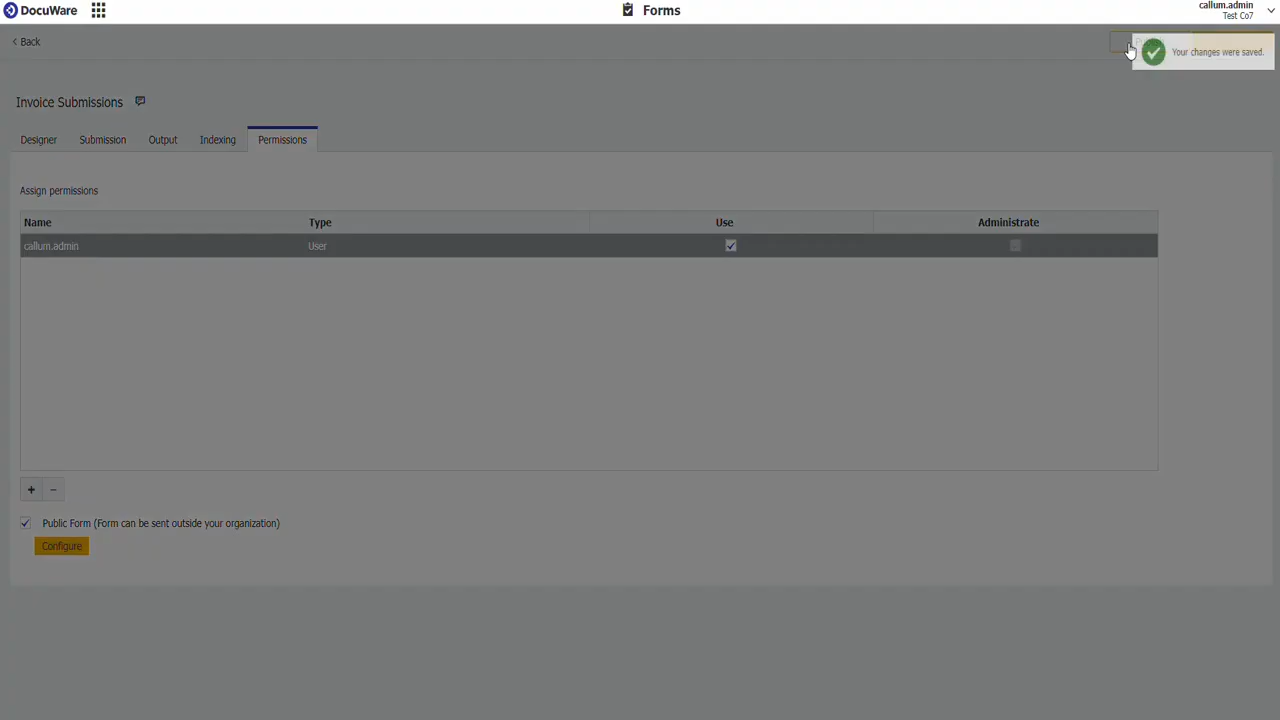 DocuWare
Forms
callum.admin
Test Co7
Back
Your changes were saved.
Invoice Submissions
Designer
Submission
Output
Indexing
Permissions
Assign permissions
Name
Type
Use
Administrate
callum.admin
User
+
−
Public Form (Form can be sent outside your organization)
Configure